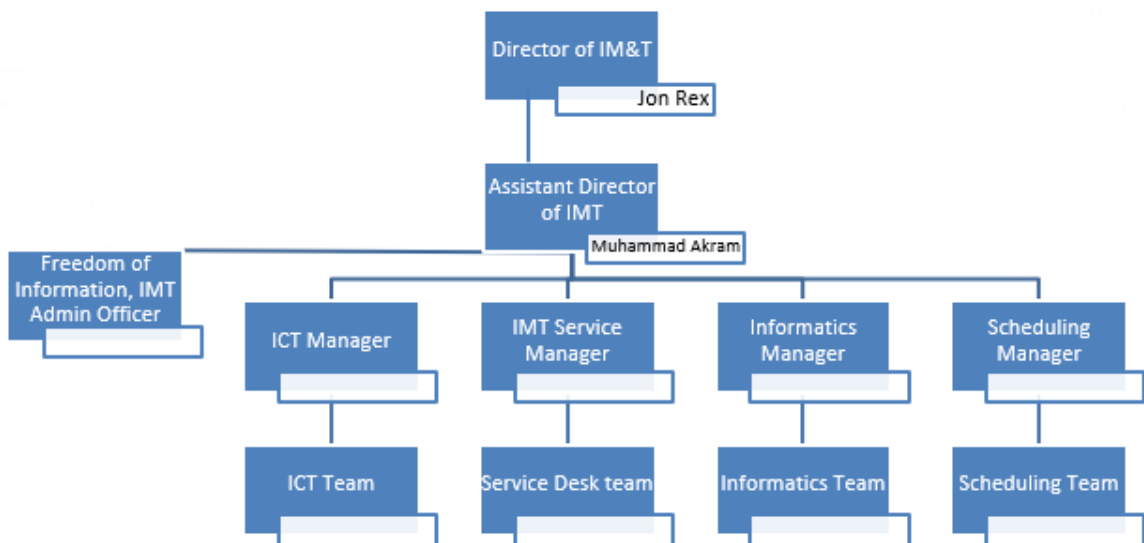 Director of IM&T
Jon Rex
Assistant Director
of IMT
Muhammad Akram
Freedom of
Information, IMT
Admin Officer
ICT Manager
IMT Service
Manager
Informatics
Manager
Scheduling
Manager
ICT Team
Service Desk team
Informatics Team
Scheduling Team